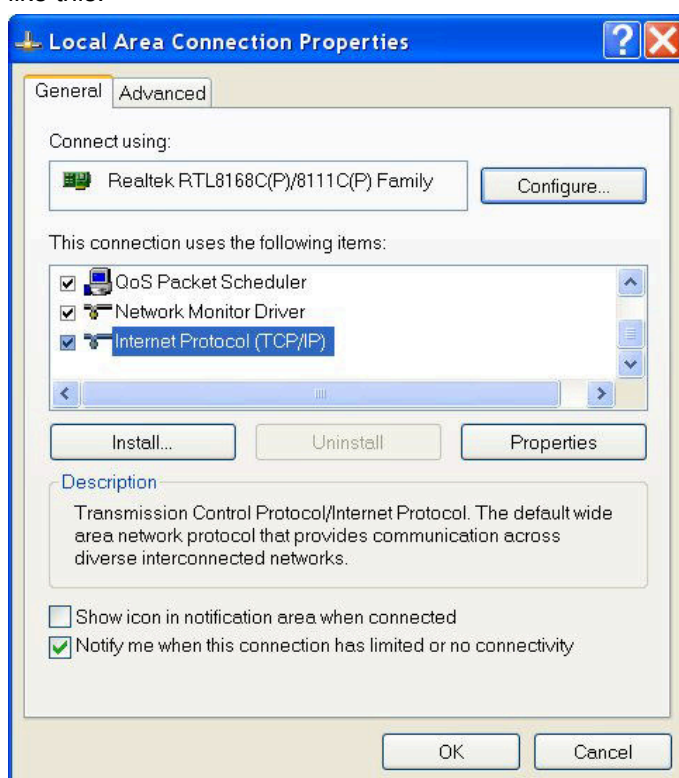 Local Area Connection Properties
General Advanced
Connect using:
Realtek RTL8168C(P)/8111C(P) Family Configure...
This connection uses the following items:
QoS Packet Scheduler
Network Monitor Driver
Internet Protocol (TCP/IP)
Install... Uninstall Properties
Description
Transmission Control Protocol/Internet Protocol. The default wide
area network protocol that provides communication across
diverse interconnected networks.
Show icon in notification area when connected
Notify me when this connection has limited or no connectivity
OK Cancel